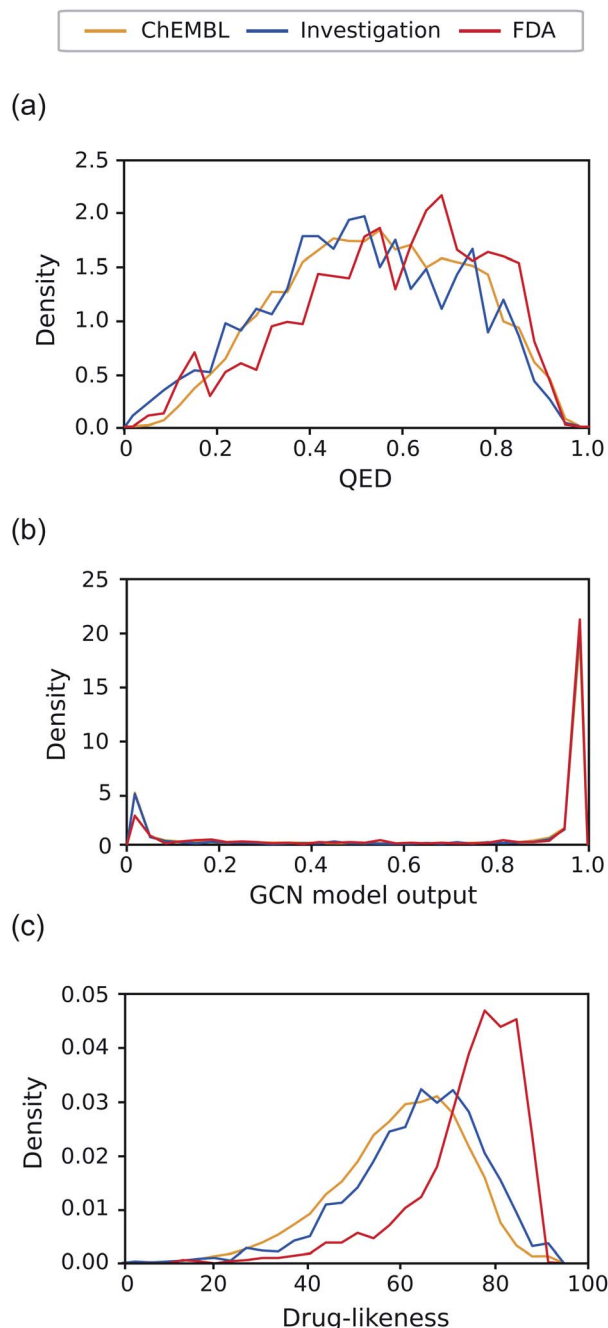 ChEMBL Investigation FDA
(a)
2.5
2.0
1.5
1.0
0.5
0.0
Density
0 0.2 0.4 0.6 0.8 1.0
QED
(b)
25
20
15
10
5
0
Density
0 0.2 0.4 0.6 0.8 1.0
GCN model output
(c)
0.05
0.04
0.03
0.02
0.01
0.00
Density
0 20 40 60 80 100
Drug-likeness